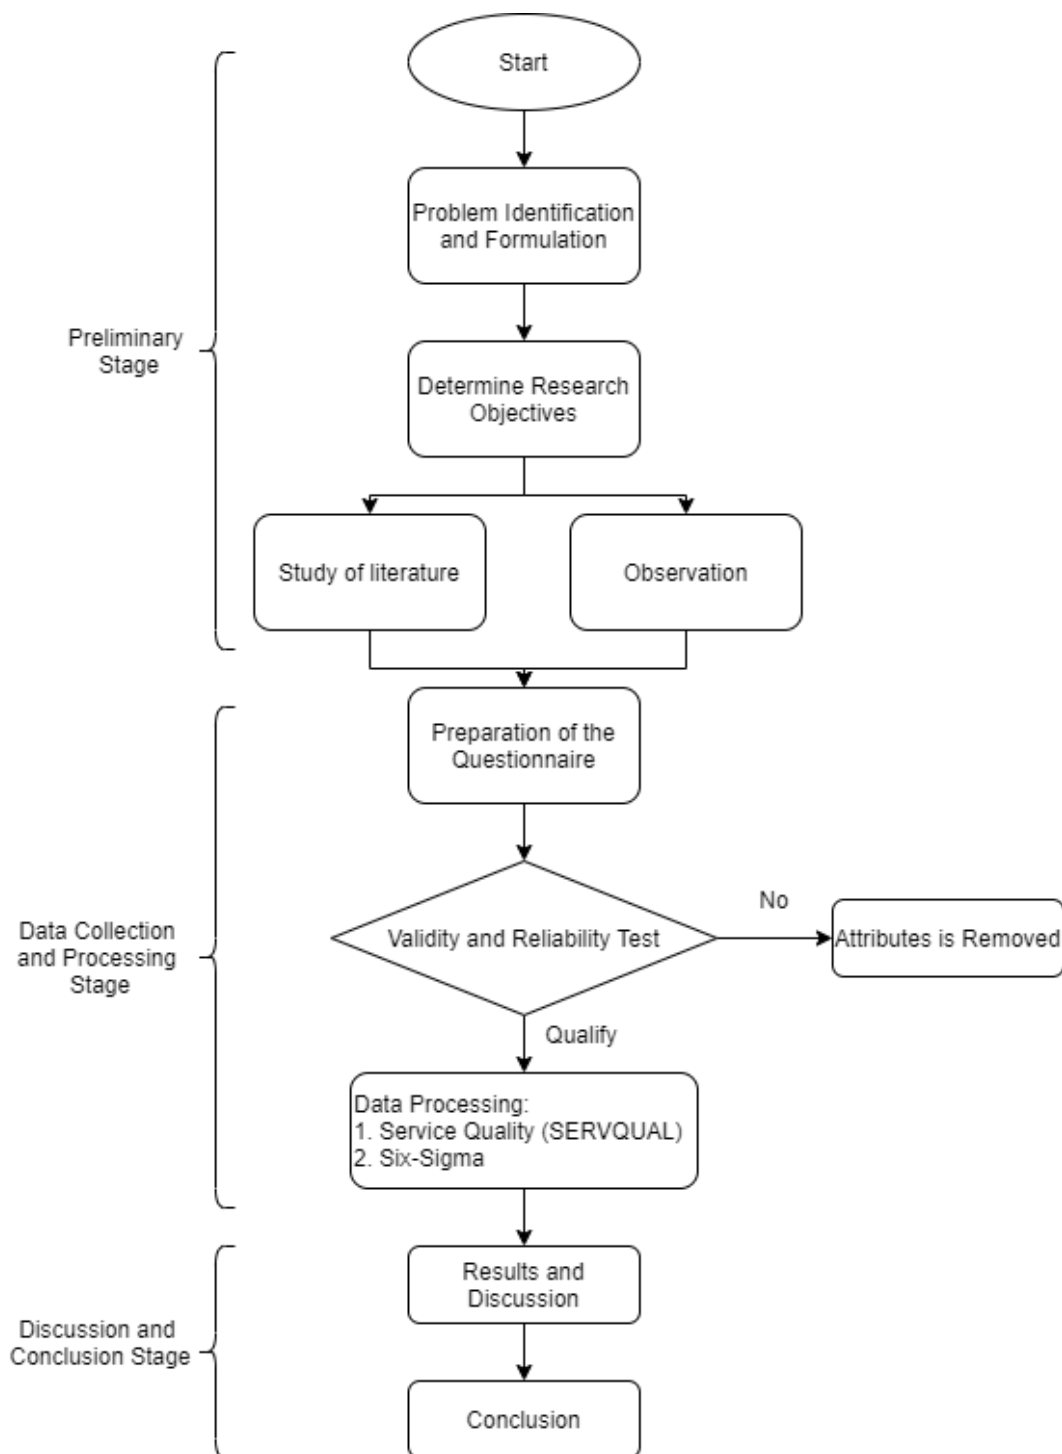 Start
Problem Identification
and Formulation
Preliminary
Stage
Determine Research
Objectives
Study of literature
Observation
Preparation of the
Questionnaire
Data Collection
and Processing
Stage
Validity and Reliability Test
No
Attributes is Removed
Qualify
Data Processing:
1. Service Quality (SERVQUAL)
2. Six-Sigma
Results and
Discussion
Discussion and
Conclusion Stage
Conclusion